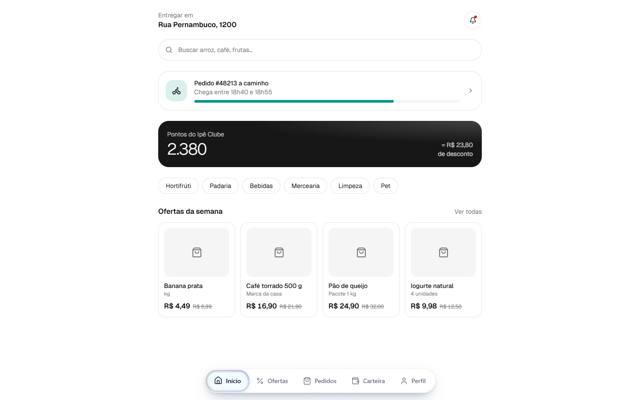 Entregar em
Rua Pernambuco, 1200
Buscar arroz, café, frutas...
Pedido #48213 a caminho
Chega entre 18h40 e 18h55
Pontos do Ipê Clube
2.380
= R$ 23,80
de desconto
Hortifrúti
Padaria
Bebidas
Mercearia
Limpeza
Pet
Ofertas da semana
Ver todas
Banana prata
kg
R$ 4,49
Café torrado 500 g
Marca da casa
R$ 16,90 R$ 21,90
Pão de queijo
Pacote 1 kg
R$ 24,90 R$ 32,00
Iogurte natural
4 unidades
R$ 9,98 R$ 12,50
Início
Ofertas
Pedidos
Carteira
Perfil